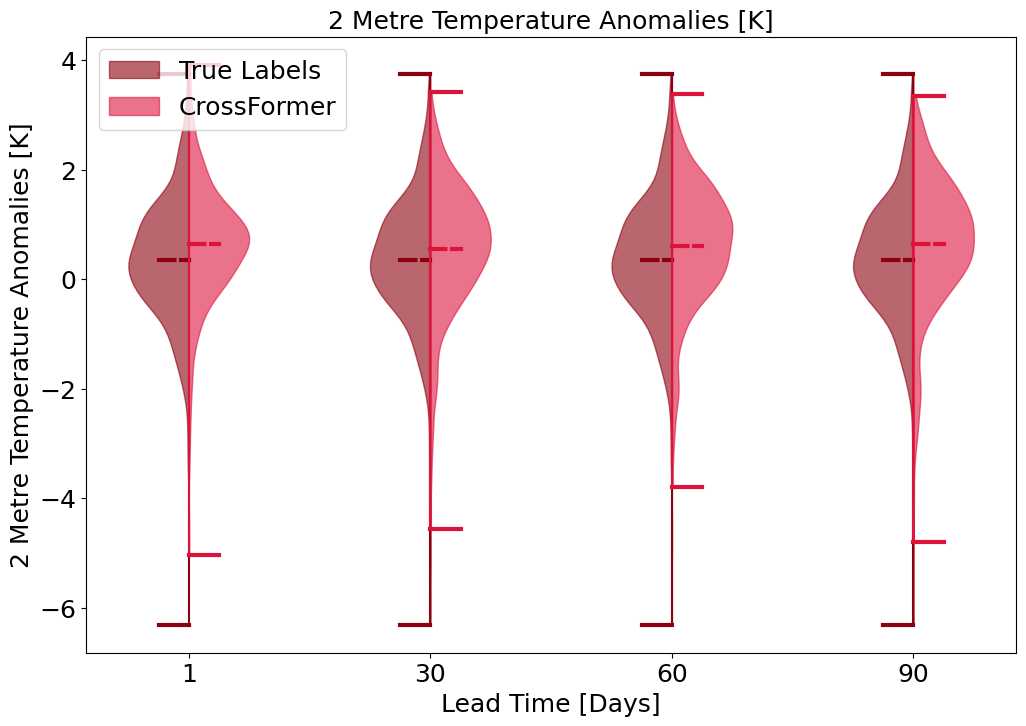 2 Metre Temperature Anomalies [K]
True Labels
CrossFormer
2 Metre Temperature Anomalies [K]
4
2
0
−2
−4
−6
1 30 60 90
Lead Time [Days]